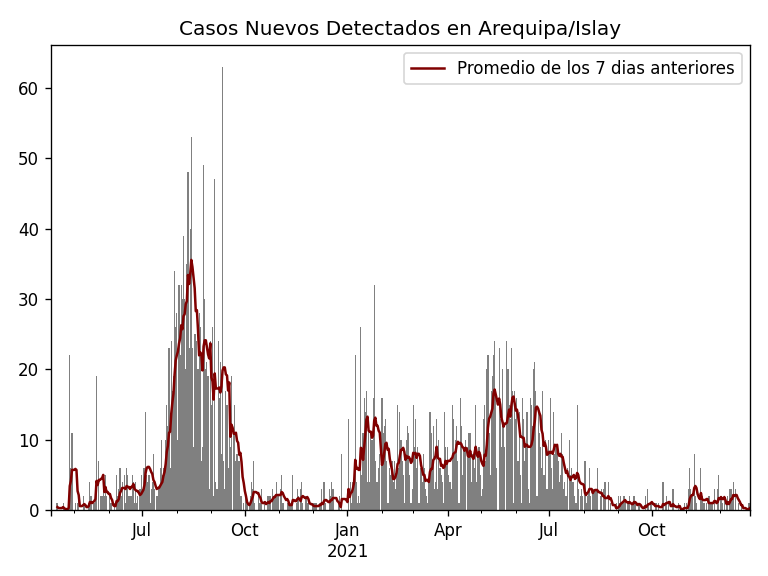 Casos Nuevos Detectados en Arequipa/Islay
Promedio de los 7 dias anteriores
60
50
40
30
20
10
0
Jul
Oct
Jan
2021
Apr
Jul
Oct